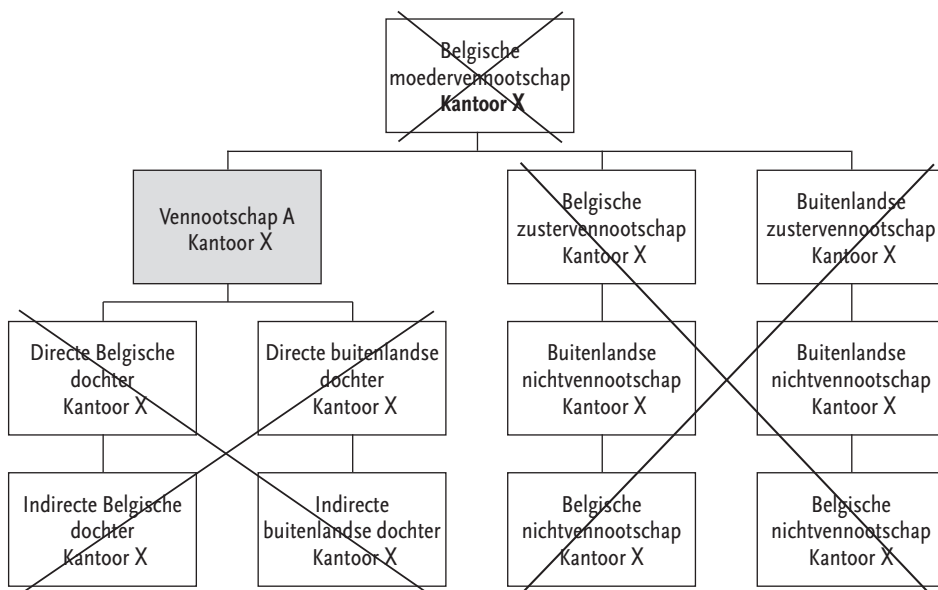 Belgische
moedervennootschap
Kantoor X
Vennootschap A
Kantoor X
Belgische
zustervennootschap
Kantoor X
Buitenlandse
zustervennootschap
Kantoor X
Directe Belgische
dochter
Kantoor X
Directe buitenlandse
dochter
Kantoor X
Buitenlandse
nichtvennootschap
Kantoor X
Buitenlandse
nichtvennootschap
Kantoor X
Indirecte Belgische
dochter
Kantoor X
Indirecte
buitenlandse dochter
Kantoor X
Belgische
nichtvennootschap
Kantoor X
Belgische
nichtvennootschap
Kantoor X